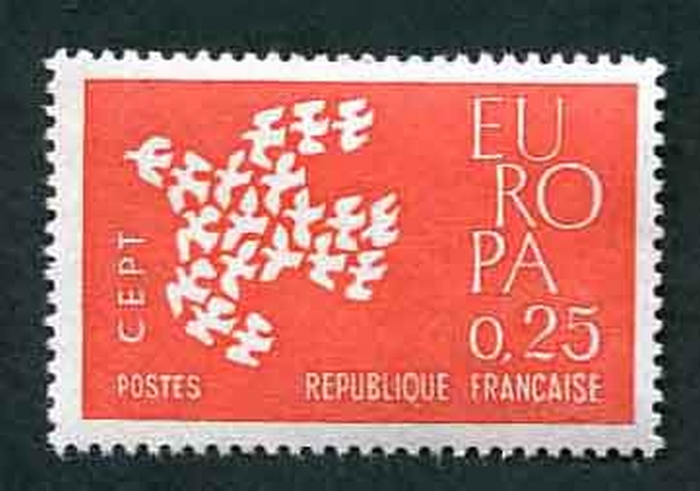 EU
RO
PA
0,25
CEPT
POSTES
REPUBLIQUE FRANCAISE